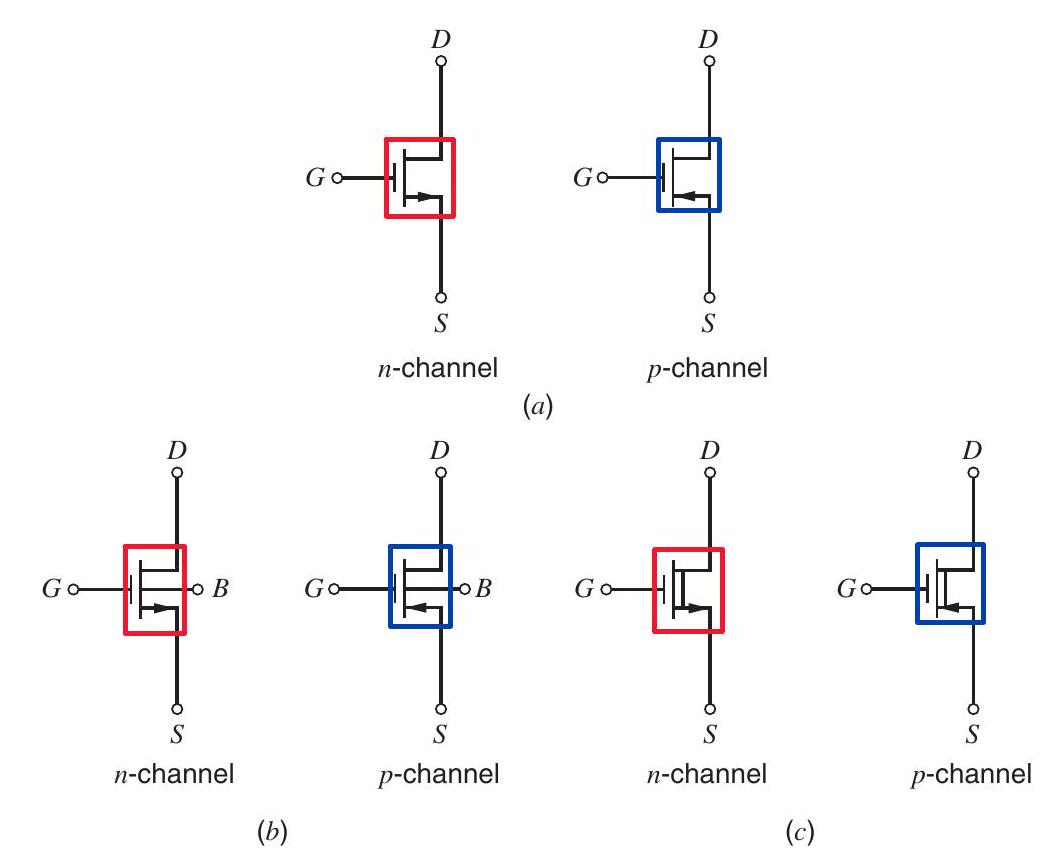 D D
G G
S S
n-channel p-channel
(a)
D D D D
G B G B G G
S S S S
n-channel p-channel n-channel p-channel
(b) (c)